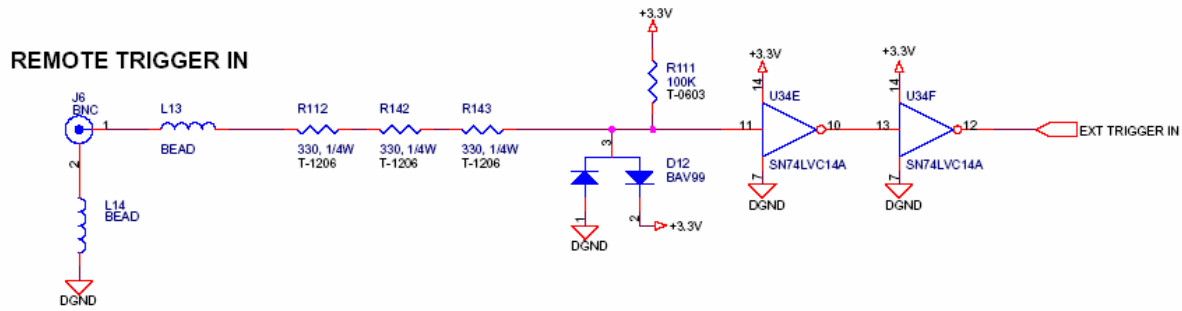 REMOTE TRIGGER IN
J6
BNC
1
2
L13
BEAD
L14
BEAD
DGND
R112
330, 1/4W
T-1206
R142
330, 1/4W
T-1206
R143
330, 1/4W
T-1206
+3.3V
R111
100K
T-0603
3
D12
BAV99
1
2
DGND
+3.3V
+3.3V
14
U34E
11
10
SN74LVC14A
7
DGND
+3.3V
14
U34F
13
12
SN74LVC14A
7
DGND
EXT TRIGGER IN